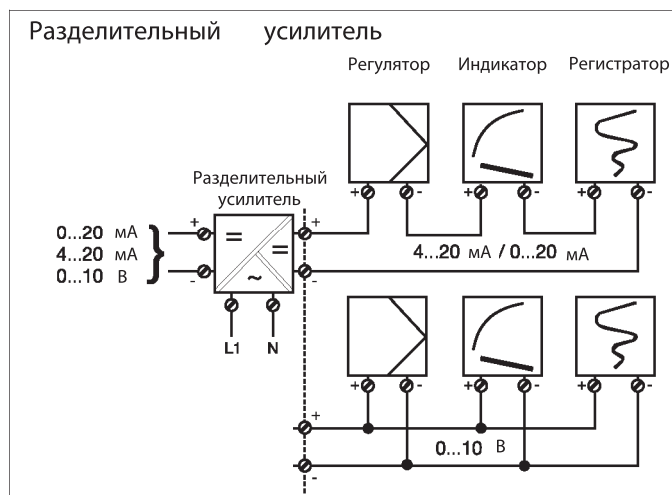 Разделительный усилитель
Регулятор Индикатор Регистратор
+ - + - + -
Разделительный
усилитель
0...20 мА
4...20 мА
0...10 В
} + -
= = ~
+ -
4...20 мА / 0...20 мА
L1 N
+ - + - + -
+
0...10 В
-